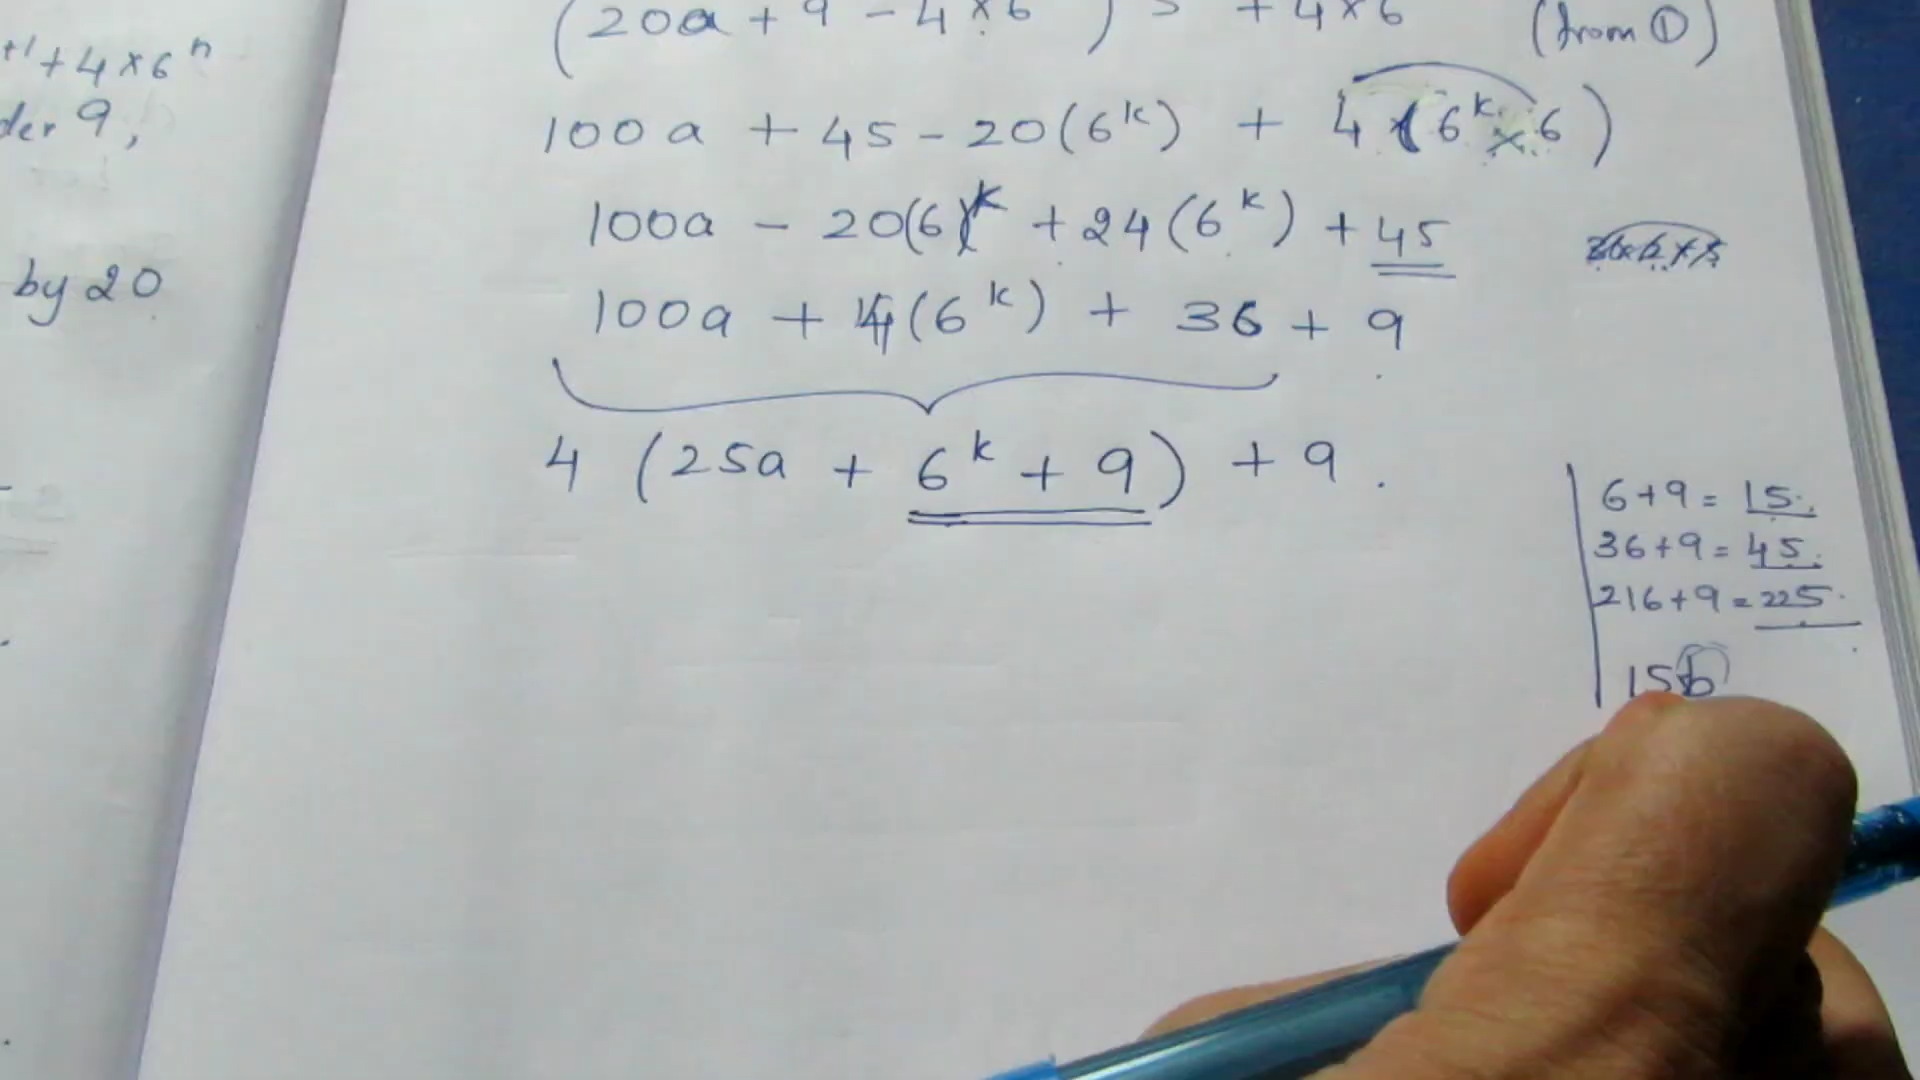 +1 + 4 × 6^n
der 9,
by 20
(20a + 9 - 4 × 6 ) 5 + 4 × 6 (from ①)
100a + 45 - 20(6^k) + 4 (6^k × 6)
100a - 20(6)^k + 24(6^k) + 45
100a + 4(6^k) + 36 + 9
4 (25a + 6^k + 9) + 9.
6+9 = 15.
36+9 = 45.
216+9 = 225.
15b